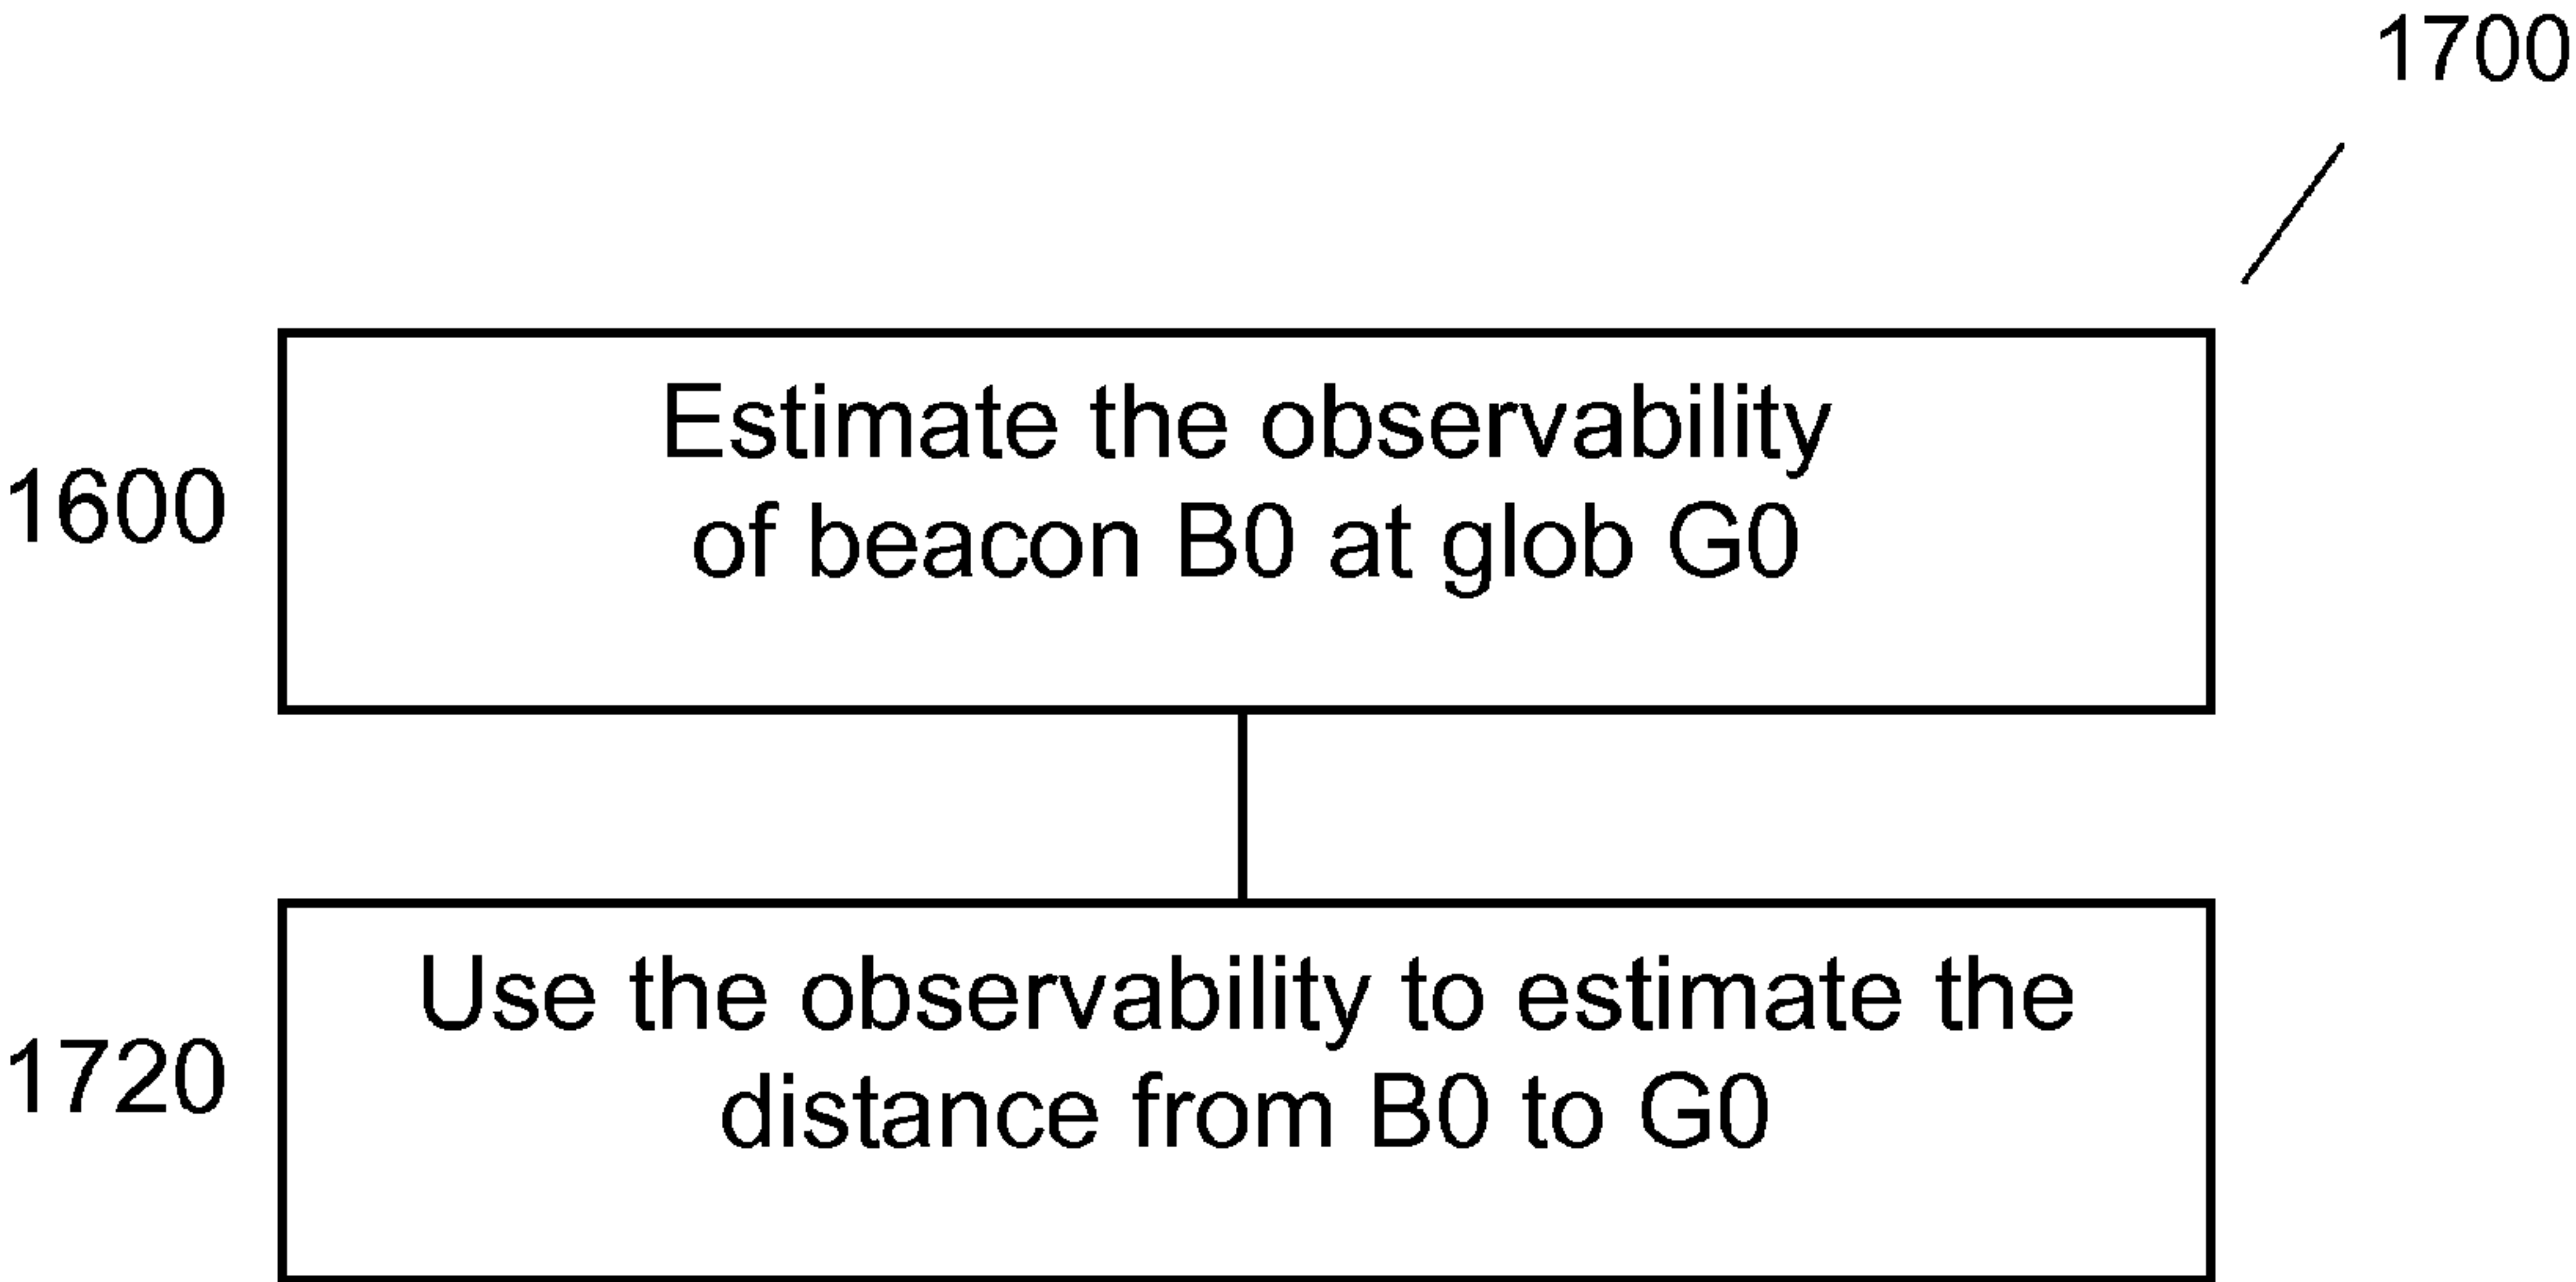 1700
1600
Estimate the observability
of beacon B0 at glob G0
1720
Use the observability to estimate the
distance from B0 to G0